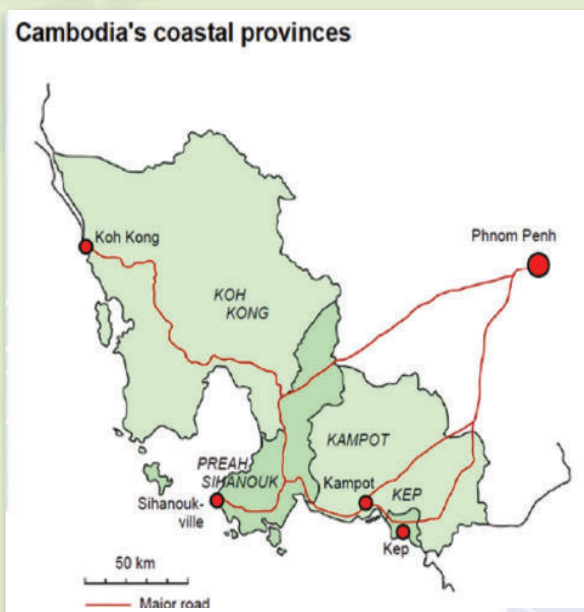 Cambodia's coastal provinces
Phnom Penh
Koh Kong
KOH
KONG
KAMPOT
PREAH
SIHANOUK
Kampot
KEP
Sihanouk-
ville
Kep
50 km
Major road